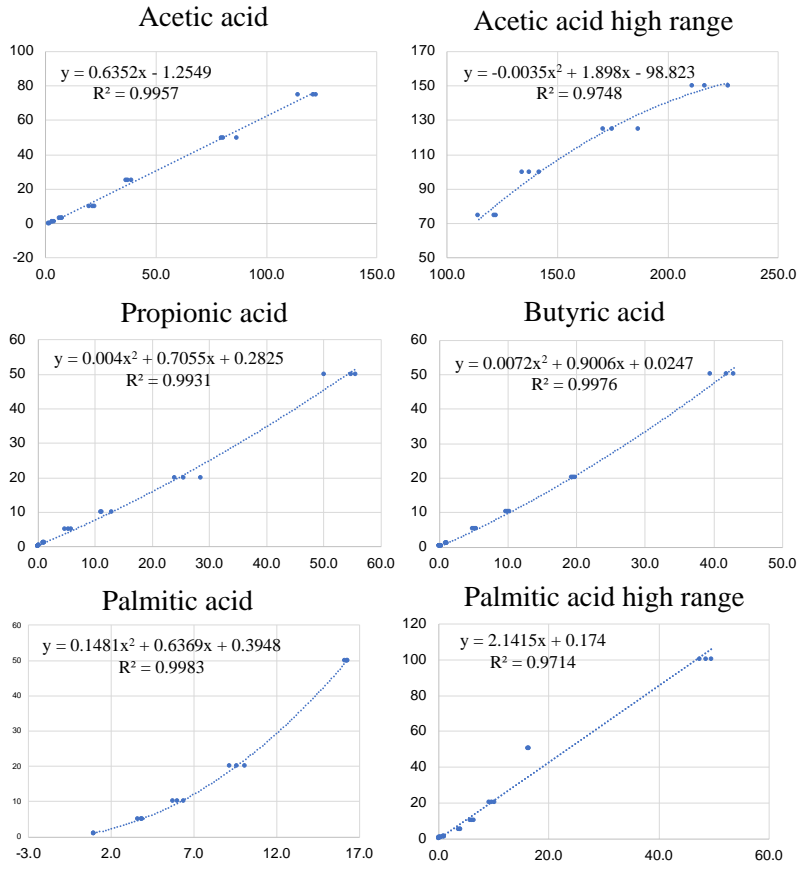 Acetic acid
y = 0.6352x - 1.2549
R² = 0.9957
100
80
60
40
20
0
-20
0.0 50.0 100.0 150.0
Acetic acid high range
y = -0.0035x² + 1.898x - 98.823
R² = 0.9748
170
150
130
110
90
70
50
100.0 150.0 200.0 250.0
Propionic acid
y = 0.004x² + 0.7055x + 0.2825
R² = 0.9931
60
50
40
30
20
10
0
0.0 10.0 20.0 30.0 40.0 50.0 60.0
Butyric acid
y = 0.0072x² + 0.9006x + 0.0247
R² = 0.9976
60
50
40
30
20
10
0
0.0 10.0 20.0 30.0 40.0 50.0
Palmitic acid
y = 0.1481x² + 0.6369x + 0.3948
R² = 0.9983
60
50
40
30
20
10
0
-3.0 2.0 7.0 12.0 17.0
Palmitic acid high range
y = 2.1415x + 0.174
R² = 0.9714
120
100
80
60
40
20
0
0.0 20.0 40.0 60.0